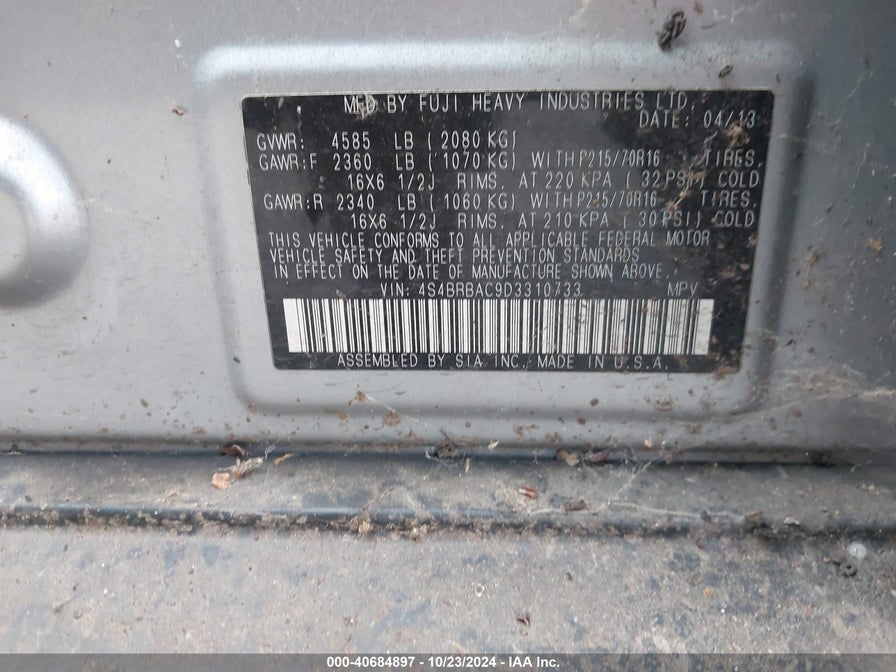 MFD BY FUJI HEAVY INDUSTRIES LTD.
DATE: 04/13
GVWR: 4585 LB (2080 KG)
GAWR:F 2360 LB (1070 KG) WITH P215/70R16 TIRES.
16X6 1/2J RIMS. AT 220 KPA (32 PSI) COLD
GAWR:R 2340 LB (1060 KG) WITH P215/70R16 TIRES.
16X6 1/2J RIMS. AT 210 KPA (30 PSI) COLD
THIS VEHICLE CONFORMS TO ALL APPLICABLE FEDERAL MOTOR
VEHICLE SAFETY AND THEFT PREVENTION STANDARDS
IN EFFECT ON THE DATE OF MANUFACTURE SHOWN ABOVE.
VIN: 4S4BRBAC9D3310733 MPV
ASSEMBLED BY SIA, INC., MADE IN U.S.A.
000-40684897 - 10/23/2024 - IAA Inc.